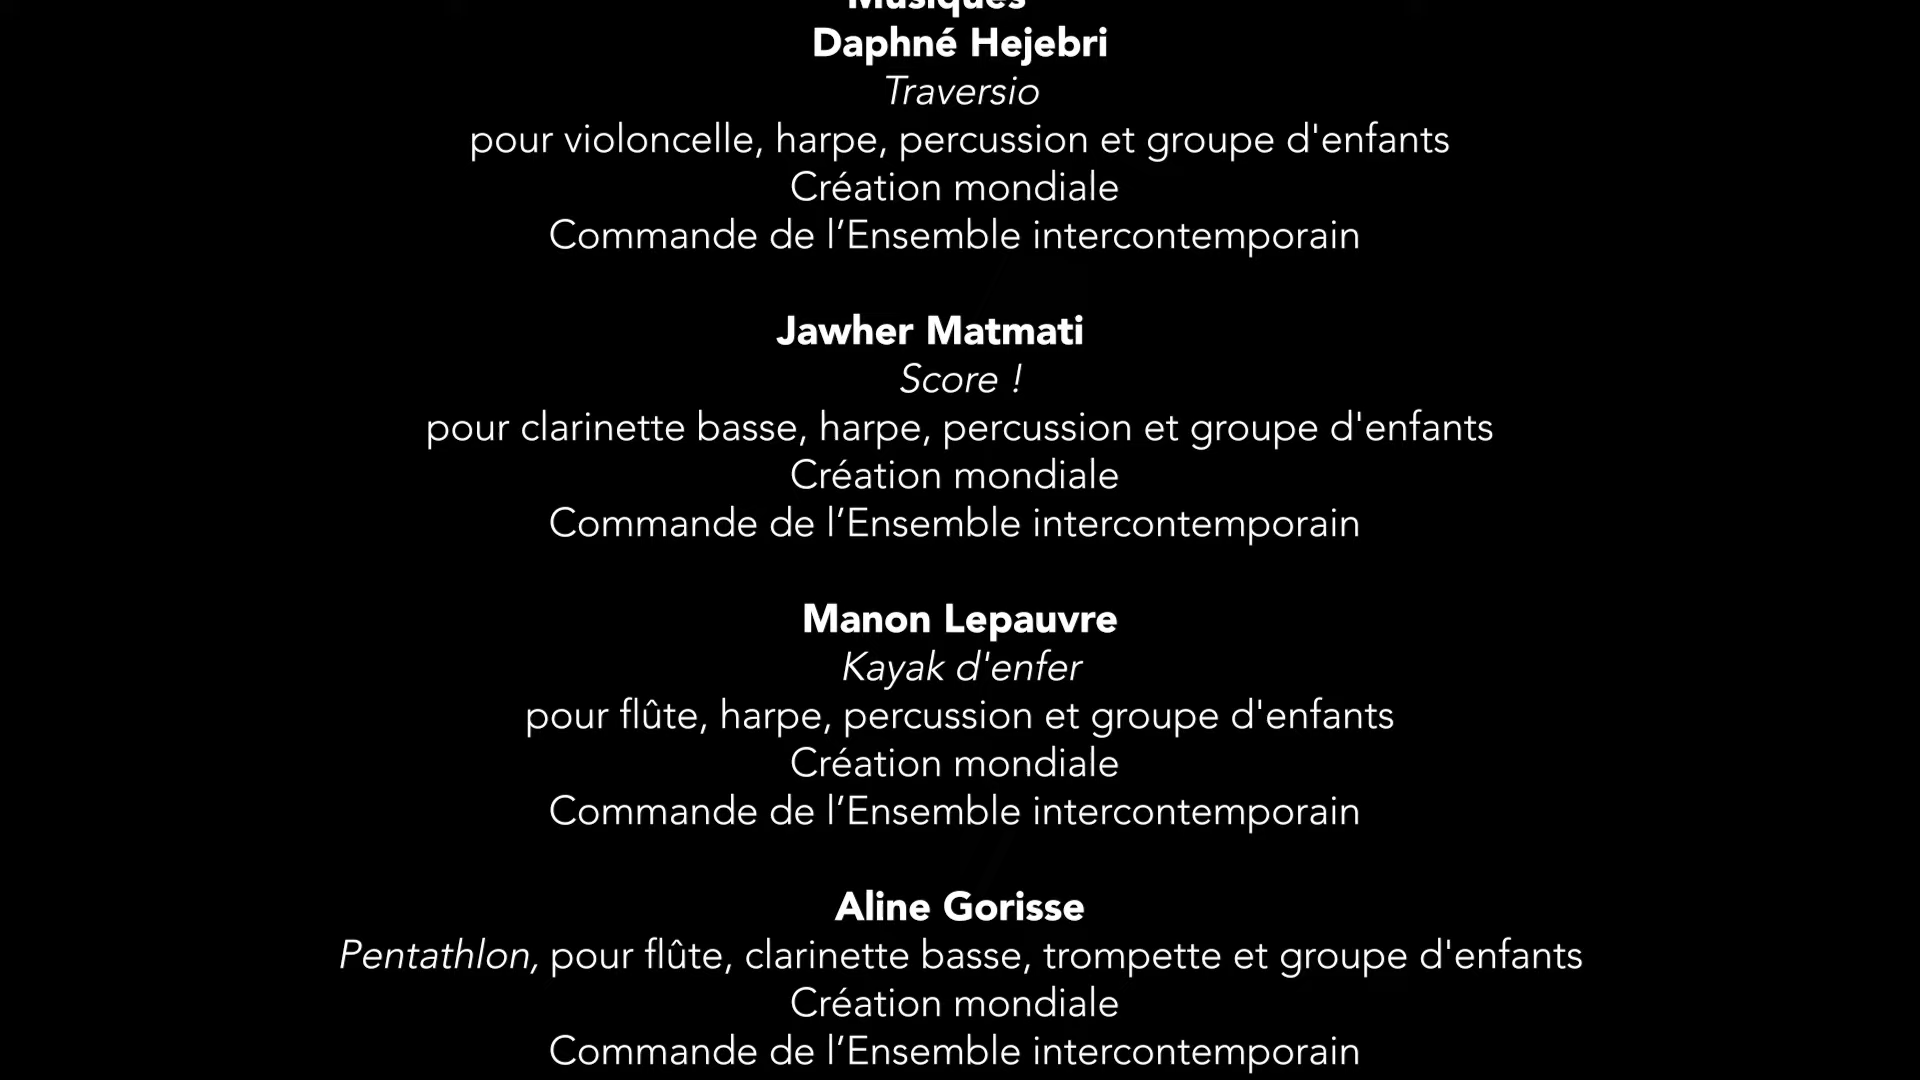 Musiques
Daphné Hejebri
Traversio
pour violoncelle, harpe, percussion et groupe d'enfants
Création mondiale
Commande de l’Ensemble intercontemporain
Jawher Matmati
Score !
pour clarinette basse, harpe, percussion et groupe d'enfants
Création mondiale
Commande de l’Ensemble intercontemporain
Manon Lepauvre
Kayak d'enfer
pour flûte, harpe, percussion et groupe d'enfants
Création mondiale
Commande de l’Ensemble intercontemporain
Aline Gorisse
Pentathlon, pour flûte, clarinette basse, trompette et groupe d'enfants
Création mondiale
Commande de l’Ensemble intercontemporain